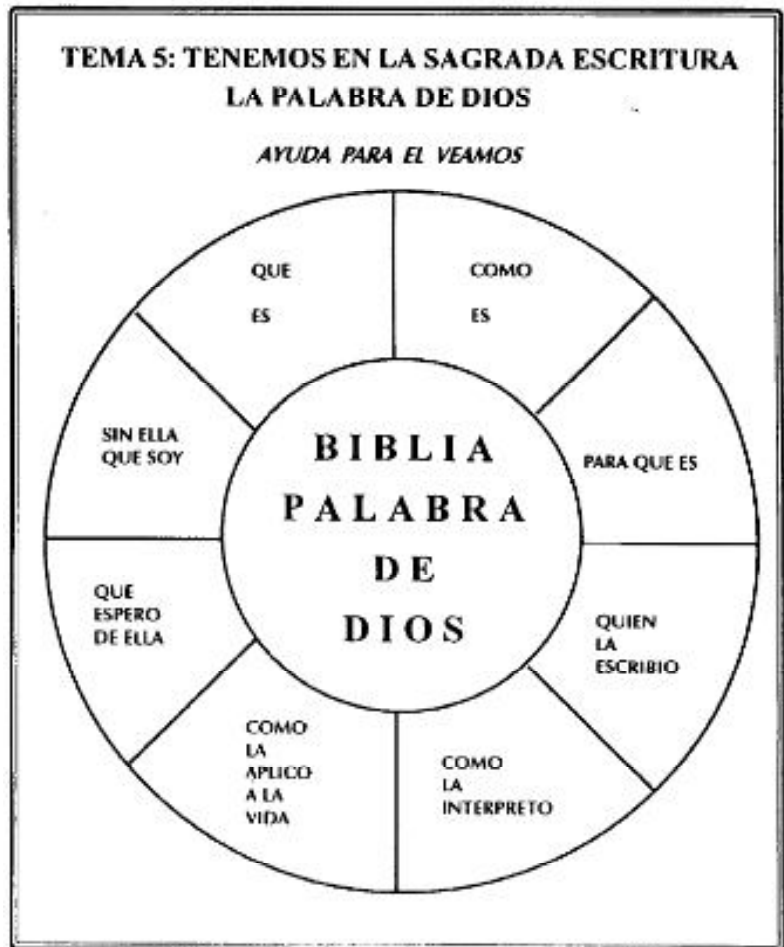 TEMA 5: TENEMOS EN LA SAGRADA ESCRITURA
LA PALABRA DE DIOS
AYUDA PARA EL VEAMOS
QUE
ES
COMO
ES
SIN ELLA
QUE SOY
PARA QUE ES
BIBLIA
PALABRA
DE
DIOS
QUE
ESPERO
DE ELLA
QUIEN
LA
ESCRIBIO
COMO
LA
APLICO
A LA
VIDA
COMO
LA
INTERPRETO